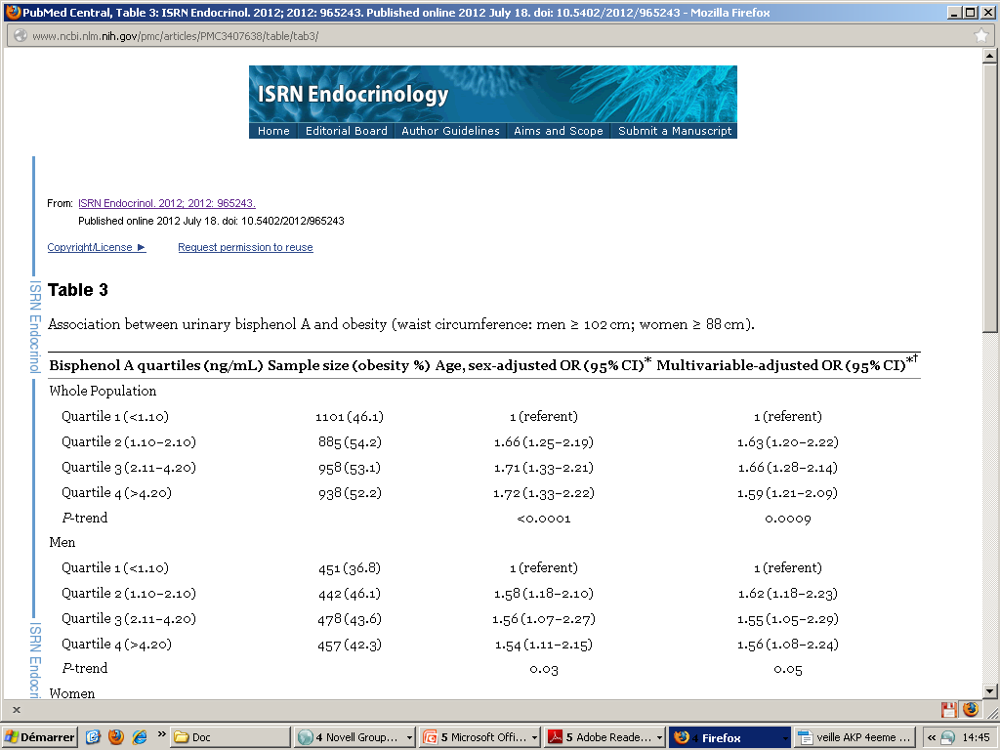 PubMed Central, Table 3: ISRN Endocrinol. 2012; 2012: 965243. Published online 2012 July 18. doi: 10.5402/2012/965243 - Mozilla Firefox
www.ncbi.nlm.nih.gov/pmc/articles/PMC3407638/table/tab3/
ISRN Endocrinology
Home Editorial Board Author Guidelines Aims and Scope Submit a Manuscript
From: ISRN Endocrinol. 2012; 2012: 965243.
Published online 2012 July 18. doi: 10.5402/2012/965243
Copyright/License ► Request permission to reuse
ISRN Endocrinol
Table 3
Association between urinary bisphenol A and obesity (waist circumference: men ≥ 102 cm; women ≥ 88 cm).
Bisphenol A quartiles (ng/mL) Sample size (obesity %) Age, sex-adjusted OR (95% CI)* Multivariable-adjusted OR (95% CI)*†
Whole Population
Quartile 1 (<1.10) 1101 (46.1) 1 (referent) 1 (referent)
Quartile 2 (1.10–2.10) 885 (54.2) 1.66 (1.25–2.19) 1.63 (1.20–2.22)
Quartile 3 (2.11–4.20) 958 (53.1) 1.71 (1.33–2.21) 1.66 (1.28–2.14)
Quartile 4 (>4.20) 938 (52.2) 1.72 (1.33–2.22) 1.59 (1.21–2.09)
P-trend <0.0001 0.0009
Men
Quartile 1 (<1.10) 451 (36.8) 1 (referent) 1 (referent)
Quartile 2 (1.10–2.10) 442 (46.1) 1.58 (1.18–2.10) 1.62 (1.18–2.23)
Quartile 3 (2.11–4.20) 478 (43.6) 1.56 (1.07–2.27) 1.55 (1.05–2.29)
Quartile 4 (>4.20) 457 (42.3) 1.54 (1.11–2.15) 1.56 (1.08–2.24)
P-trend 0.03 0.05
ISRN Endocri
Women
Démarrer » Doc 4 Novell Group... 5 Microsoft Offi... 5 Adobe Reade... Firefox veille AKP 4eeme ... « 14:45